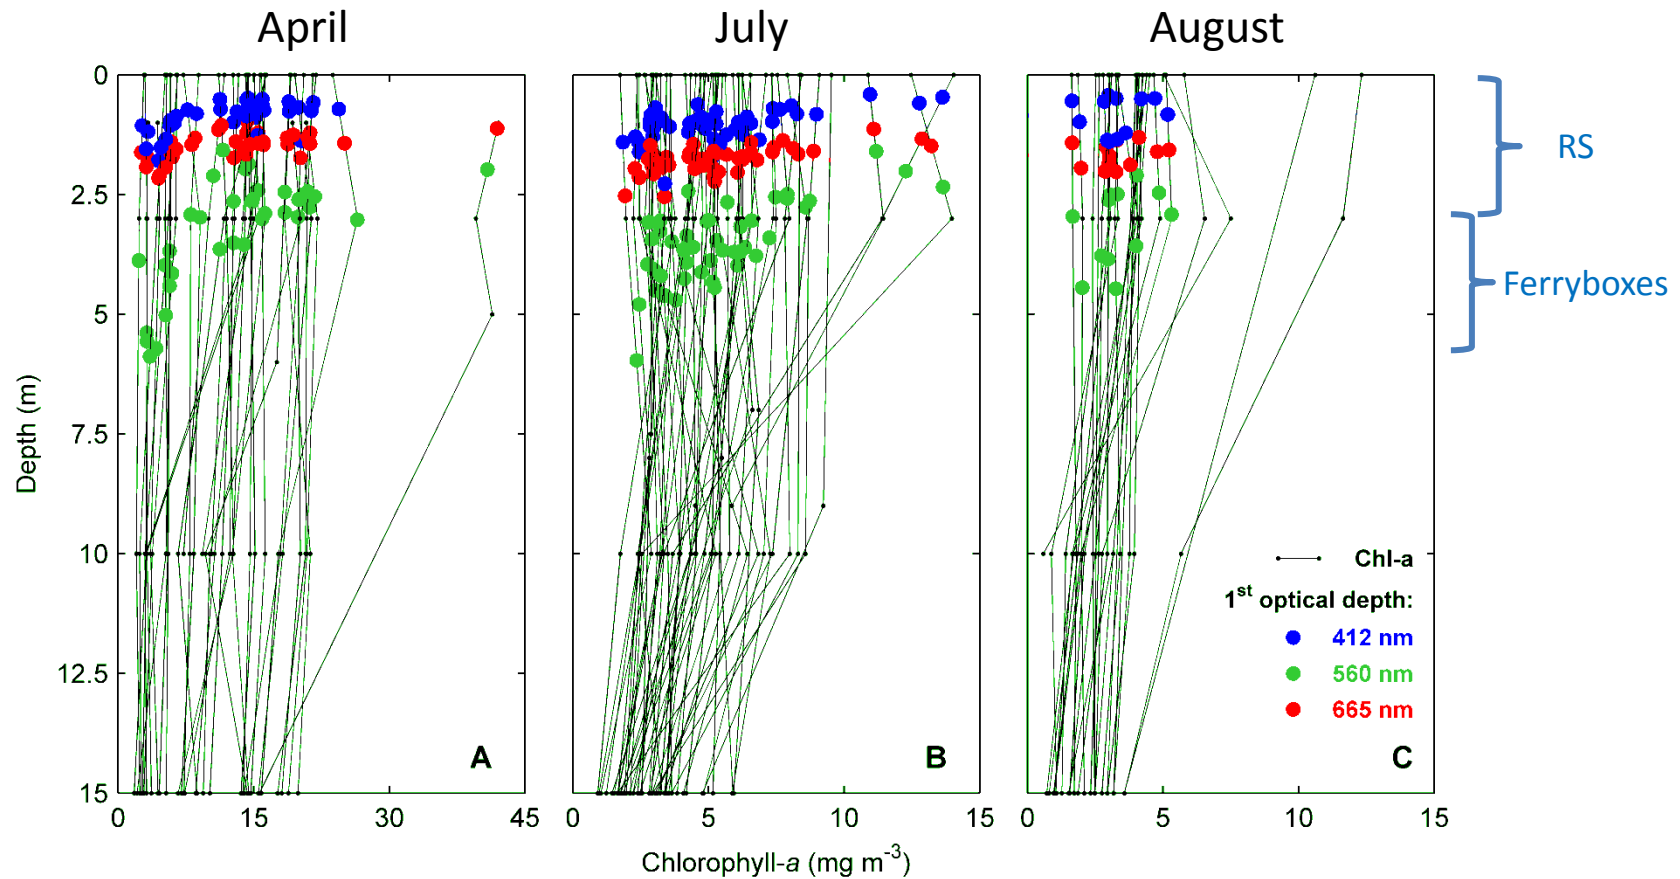 April
July
August
0
2.5
5
7.5
10
12.5
15
Depth (m)
0
15
30
45
A
0
5
10
15
B
0
5
10
15
C
Chl-a
1st optical depth:
412 nm
560 nm
665 nm
Chlorophyll-a (mg m-3)
RS
Ferryboxes